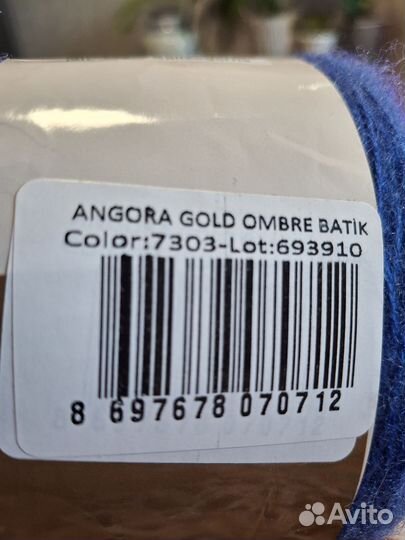 ANGORA GOLD OMBRE BATİK
Color:7303-Lot:693910
8 697678 070712
Avito